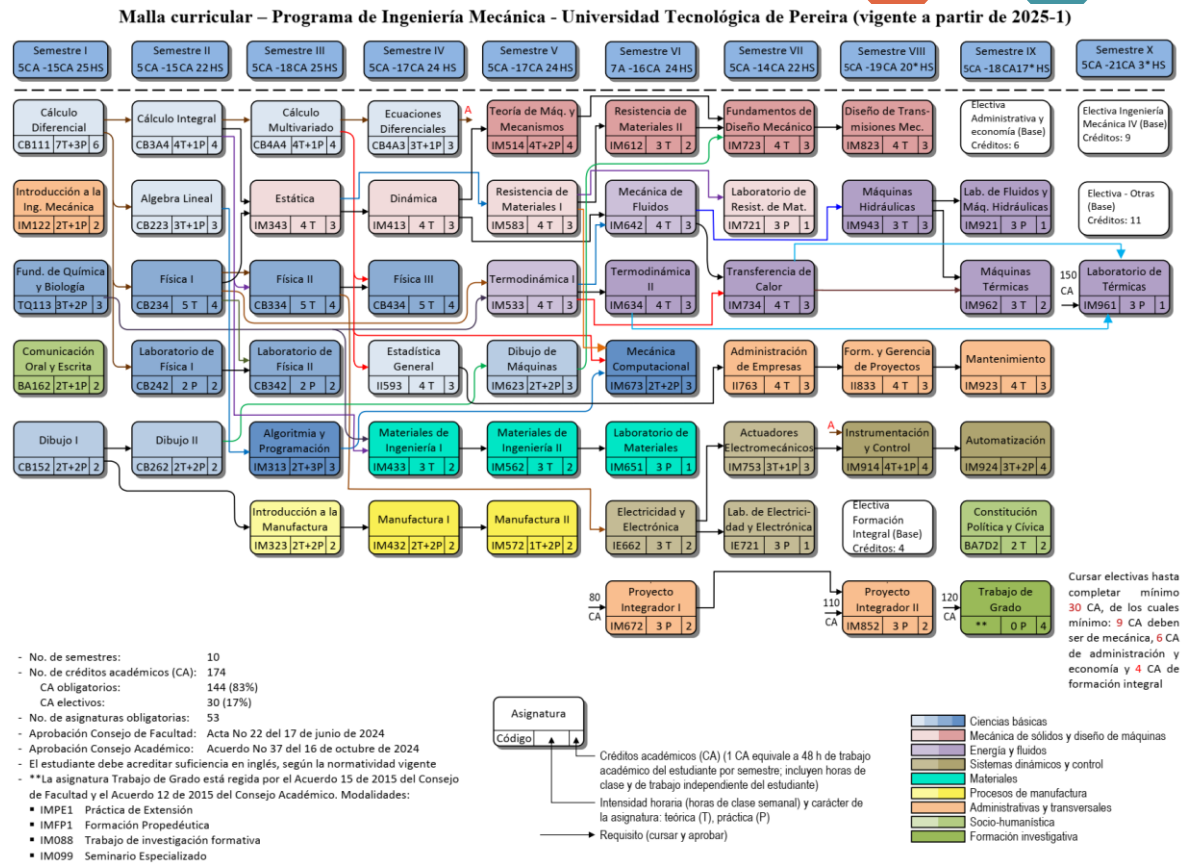 Malla curricular – Programa de Ingeniería Mecánica - Universidad Tecnológica de Pereira (vigente a partir de 2025-1)
Semestre I
5CA -15CA 25HS
Semestre II
5CA -15CA 22HS
Semestre III
5CA -18CA 25HS
Semestre IV
5CA -17CA 24 HS
Semestre V
5CA -17CA 24HS
Semestre VI
7 A -16CA 24HS
Semestre VII
5CA -14CA 22HS
Semestre VIII
5CA -19CA 20* HS
Semestre IX
5CA -18CA17* HS
Semestre X
5CA -21CA 3* HS
Cálculo
Diferencial
CB111 7T+3P 6
Cálculo Integral
CB3A4 4T+1P 4
Cálculo
Multivariado
CB4A4 4T+1P 4
Ecuaciones
Diferenciales
CB4A3 3T+1P 3
A
Teoría de Máq. y
Mecanismos
IM514 4T+2P 4
Resistencia de
Materiales II
IM612 3 T 2
Fundamentos de
Diseño Mecánico
IM723 4 T 3
Diseño de Trans-
misiones Mec.
IM823 4 T 3
Electiva
Administrativa y
economía (Base)
Créditos: 6
Electiva Ingeniería
Mecánica IV (Base)
Créditos: 9
Introducción a la
Ing. Mecánica
IM122 2T+1P 2
Algebra Lineal
CB223 3T+1P 3
Estática
IM343 4 T 3
Dinámica
IM413 4 T 3
Resistencia de
Materiales I
IM583 4 T 3
Mecánica de
Fluidos
IM642 4 T 3
Laboratorio de
Resist. de Mat.
IM721 3 P 1
Máquinas
Hidráulicas
IM943 3 T 3
Lab. de Fluidos y
Máq. Hidráulicas
IM921 3 P 1
Electiva - Otras
(Base)
Créditos: 11
Fund. de Química
y Biología
TQ113 3T+2P 3
Física I
CB234 5 T 4
Física II
CB334 5 T 4
Física III
CB434 5 T 4
Termodinámica I
IM533 4 T 3
Termodinámica
II
IM634 4 T 3
Transferencia de
Calor
IM734 4 T 3
Máquinas
Térmicas
IM962 3 T 2
150
CA
Laboratorio de
Térmicas
IM961 3 P 1
Comunicación
Oral y Escrita
BA162 2T+1P 2
Laboratorio de
Física I
CB242 2 P 2
Laboratorio de
Física II
CB342 2 P 2
Estadística
General
II593 4 T 3
Dibujo de
Máquinas
IM623 2T+2P 3
Mecánica
Computacional
IM673 2T+2P 3
Administración
de Empresas
II763 4 T 3
Form. y Gerencia
de Proyectos
II833 4 T 3
Mantenimiento
IM923 4 T 3
Dibujo I
CB152 2T+2P 2
Dibujo II
CB262 2T+2P 2
Algoritmia y
Programación
IM313 2T+3P 3
Materiales de
Ingeniería I
IM433 3 T 2
Materiales de
Ingeniería II
IM562 3 T 2
Laboratorio de
Materiales
IM651 3 P 1
Actuadores
Electromecánicos
IM753 3T+1P 3
A
Instrumentación
y Control
IM914 4T+1P 4
Automatización
IM924 3T+2P 4
Introducción a la
Manufactura
IM323 2T+2P 2
Manufactura I
IM432 2T+2P 2
Manufactura II
IM572 1T+2P 2
Electricidad y
Electrónica
IE662 3 T 2
Lab. de Electrici-
dad y Electrónica
IE721 3 P 1
Electiva
Formación
Integral (Base)
Créditos: 4
Constitución
Política y Cívica
BA7D2 2 T 2
80
CA
Proyecto
Integrador I
IM672 3 P 2
110
CA
Proyecto
Integrador II
IM852 3 P 2
120
CA
Trabajo de
Grado
** 0 P 4
Cursar electivas hasta
completar mínimo
30 CA, de los cuales
mínimo: 9 CA deben
ser de mecánica, 6 CA
de administración y
economía y 4 CA de
formación integral
- No. de semestres: 10
- No. de créditos académicos (CA): 174
CA obligatorios: 144 (83%)
CA electivos: 30 (17%)
- No. de asignaturas obligatorias: 53
- Aprobación Consejo de Facultad: Acta No 22 del 17 de junio de 2024
- Aprobación Consejo Académico: Acuerdo No 37 del 16 de octubre de 2024
- El estudiante debe acreditar suficiencia en inglés, según la normatividad vigente
- **La asignatura Trabajo de Grado está regida por el Acuerdo 15 de 2015 del Consejo
de Facultad y el Acuerdo 12 de 2015 del Consejo Académico. Modalidades:
▪ IMPE1 Práctica de Extensión
▪ IMFP1 Formación Propedéutica
▪ IM088 Trabajo de investigación formativa
▪ IM099 Seminario Especializado
Asignatura
Código
Créditos académicos (CA) (1 CA equivale a 48 h de trabajo
académico del estudiante por semestre; incluyen horas de
clase y de trabajo independiente del estudiante)
Intensidad horaria (horas de clase semanal) y carácter de
la asignatura: teórica (T), práctica (P)
Requisito (cursar y aprobar)
Ciencias básicas
Mecánica de sólidos y diseño de máquinas
Energía y fluidos
Sistemas dinámicos y control
Materiales
Procesos de manufactura
Administrativas y transversales
Socio-humanística
Formación investigativa